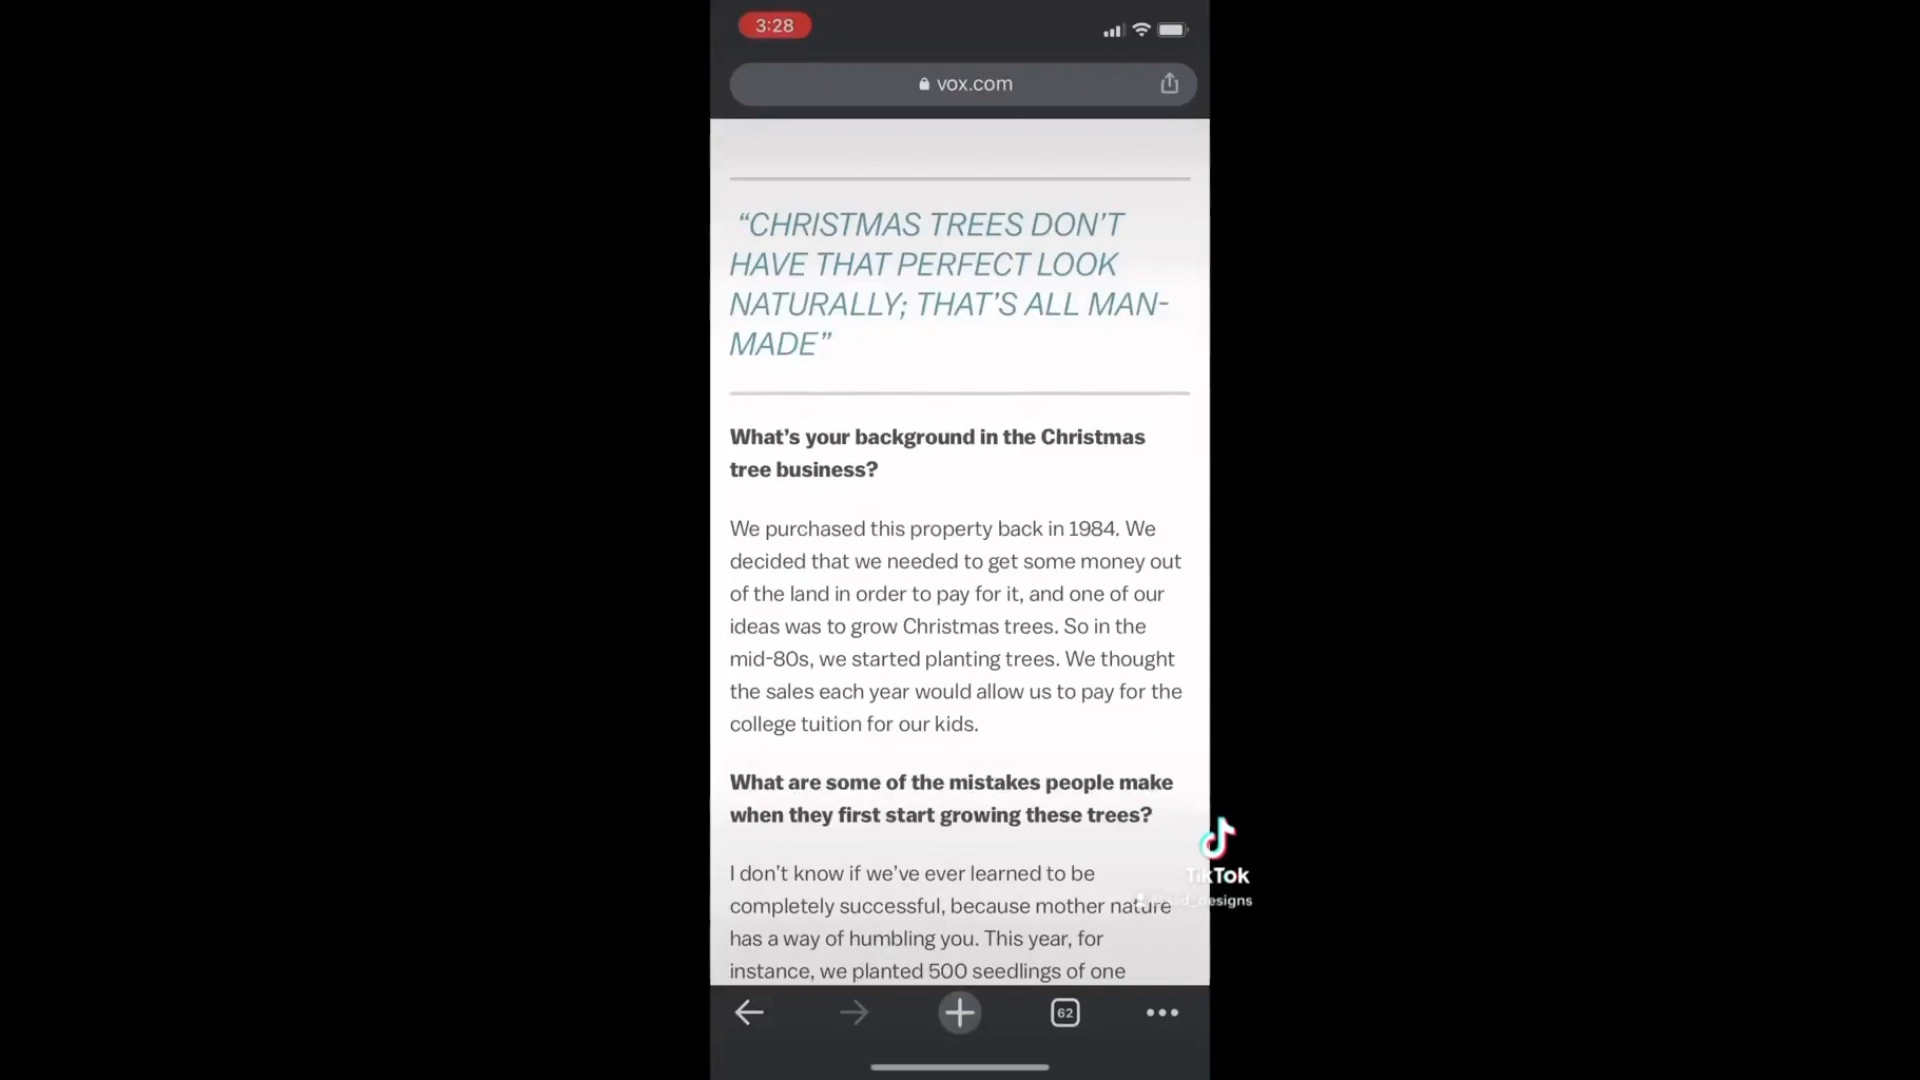 3:28
vox.com
“CHRISTMAS TREES DON’T
HAVE THAT PERFECT LOOK
NATURALLY; THAT’S ALL MAN-
MADE”
What’s your background in the Christmas
tree business?
We purchased this property back in 1984. We
decided that we needed to get some money out
of the land in order to pay for it, and one of our
ideas was to grow Christmas trees. So in the
mid-80s, we started planting trees. We thought
the sales each year would allow us to pay for the
college tuition for our kids.
What are some of the mistakes people make
when they first start growing these trees?
I don’t know if we’ve ever learned to be
completely successful, because mother nature
has a way of humbling you. This year, for
instance, we planted 500 seedlings of one
TikTok
62